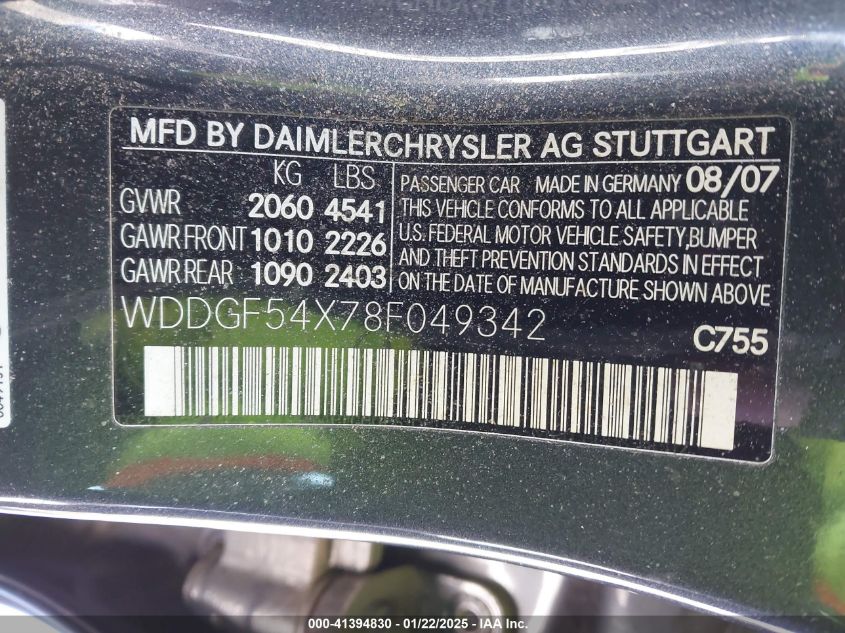 MFD BY DAIMLERCHRYSLER AG STUTTGART
KG LBS
GVWR 2060 4541
GAWR FRONT 1010 2226
GAWR REAR 1090 2403
PASSENGER CAR MADE IN GERMANY 08/07
THIS VEHICLE CONFORMS TO ALL APPLICABLE
U.S. FEDERAL MOTOR VEHICLE SAFETY,BUMPER
AND THEFT PREVENTION STANDARDS IN EFFECT
ON THE DATE OF MANUFACTURE SHOWN ABOVE
WDDGF54X78F049342
C755
000-41394830 - 01/22/2025 - IAA Inc.